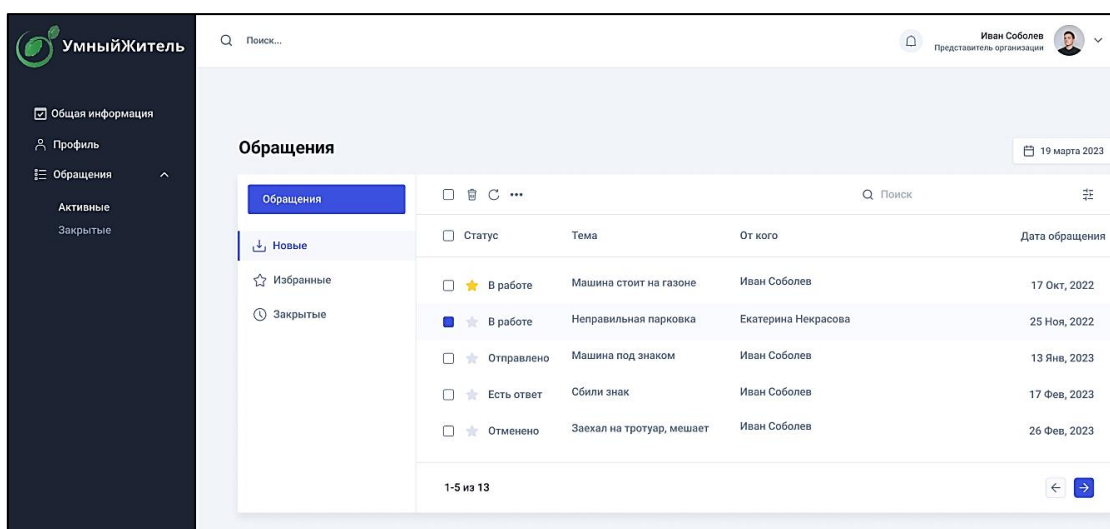 УмныйЖитель
Поиск...
Иван Соболев
Представитель организации
Общая информация
Профиль
Обращения
Активные
Закрытые
Обращения
19 марта 2023
Обращения
Новые
Избранные
Закрытые
Поиск
Статус Тема От кого Дата обращения
В работе Машина стоит на газоне Иван Соболев 17 Окт, 2022
В работе Неправильная парковка Екатерина Некрасова 25 Ноя, 2022
Отправлено Машина под знаком Иван Соболев 13 Янв, 2023
Есть ответ Сбили знак Иван Соболев 17 Фев, 2023
Отменено Заехал на тротуар, мешает Иван Соболев 26 Фев, 2023
1-5 из 13